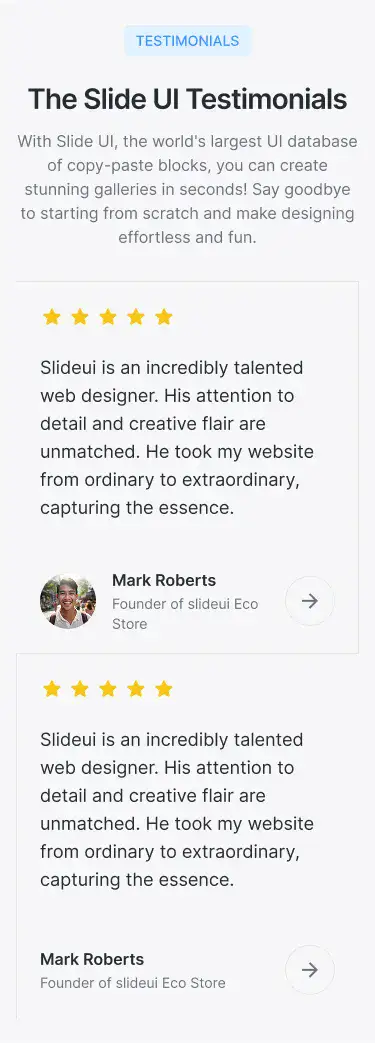 TESTIMONIALS
The Slide UI Testimonials
With Slide UI, the world's largest UI database
of copy-paste blocks, you can create
stunning galleries in seconds! Say goodbye
to starting from scratch and make designing
effortless and fun.
Slideui is an incredibly talented
web designer. His attention to
detail and creative flair are
unmatched. He took my website
from ordinary to extraordinary,
capturing the essence.
Mark Roberts
Founder of slideui Eco
Store
Slideui is an incredibly talented
web designer. His attention to
detail and creative flair are
unmatched. He took my website
from ordinary to extraordinary,
capturing the essence.
Mark Roberts
Founder of slideui Eco Store